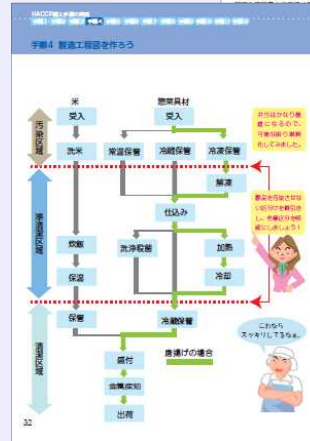 手順4 製造工程図を作ろう
米
惣菜具材
受入
受入
洗米
常温保管
冷蔵保管
冷凍保管
解凍
仕込み
炊飯
洗浄殺菌
加熱
保温
冷却
保管
冷蔵保管
盛付
唐揚げの場合
金属探知
出荷
汚染区域
準清潔区域
清潔区域
これなら
スッキリしてるなぁ。
32